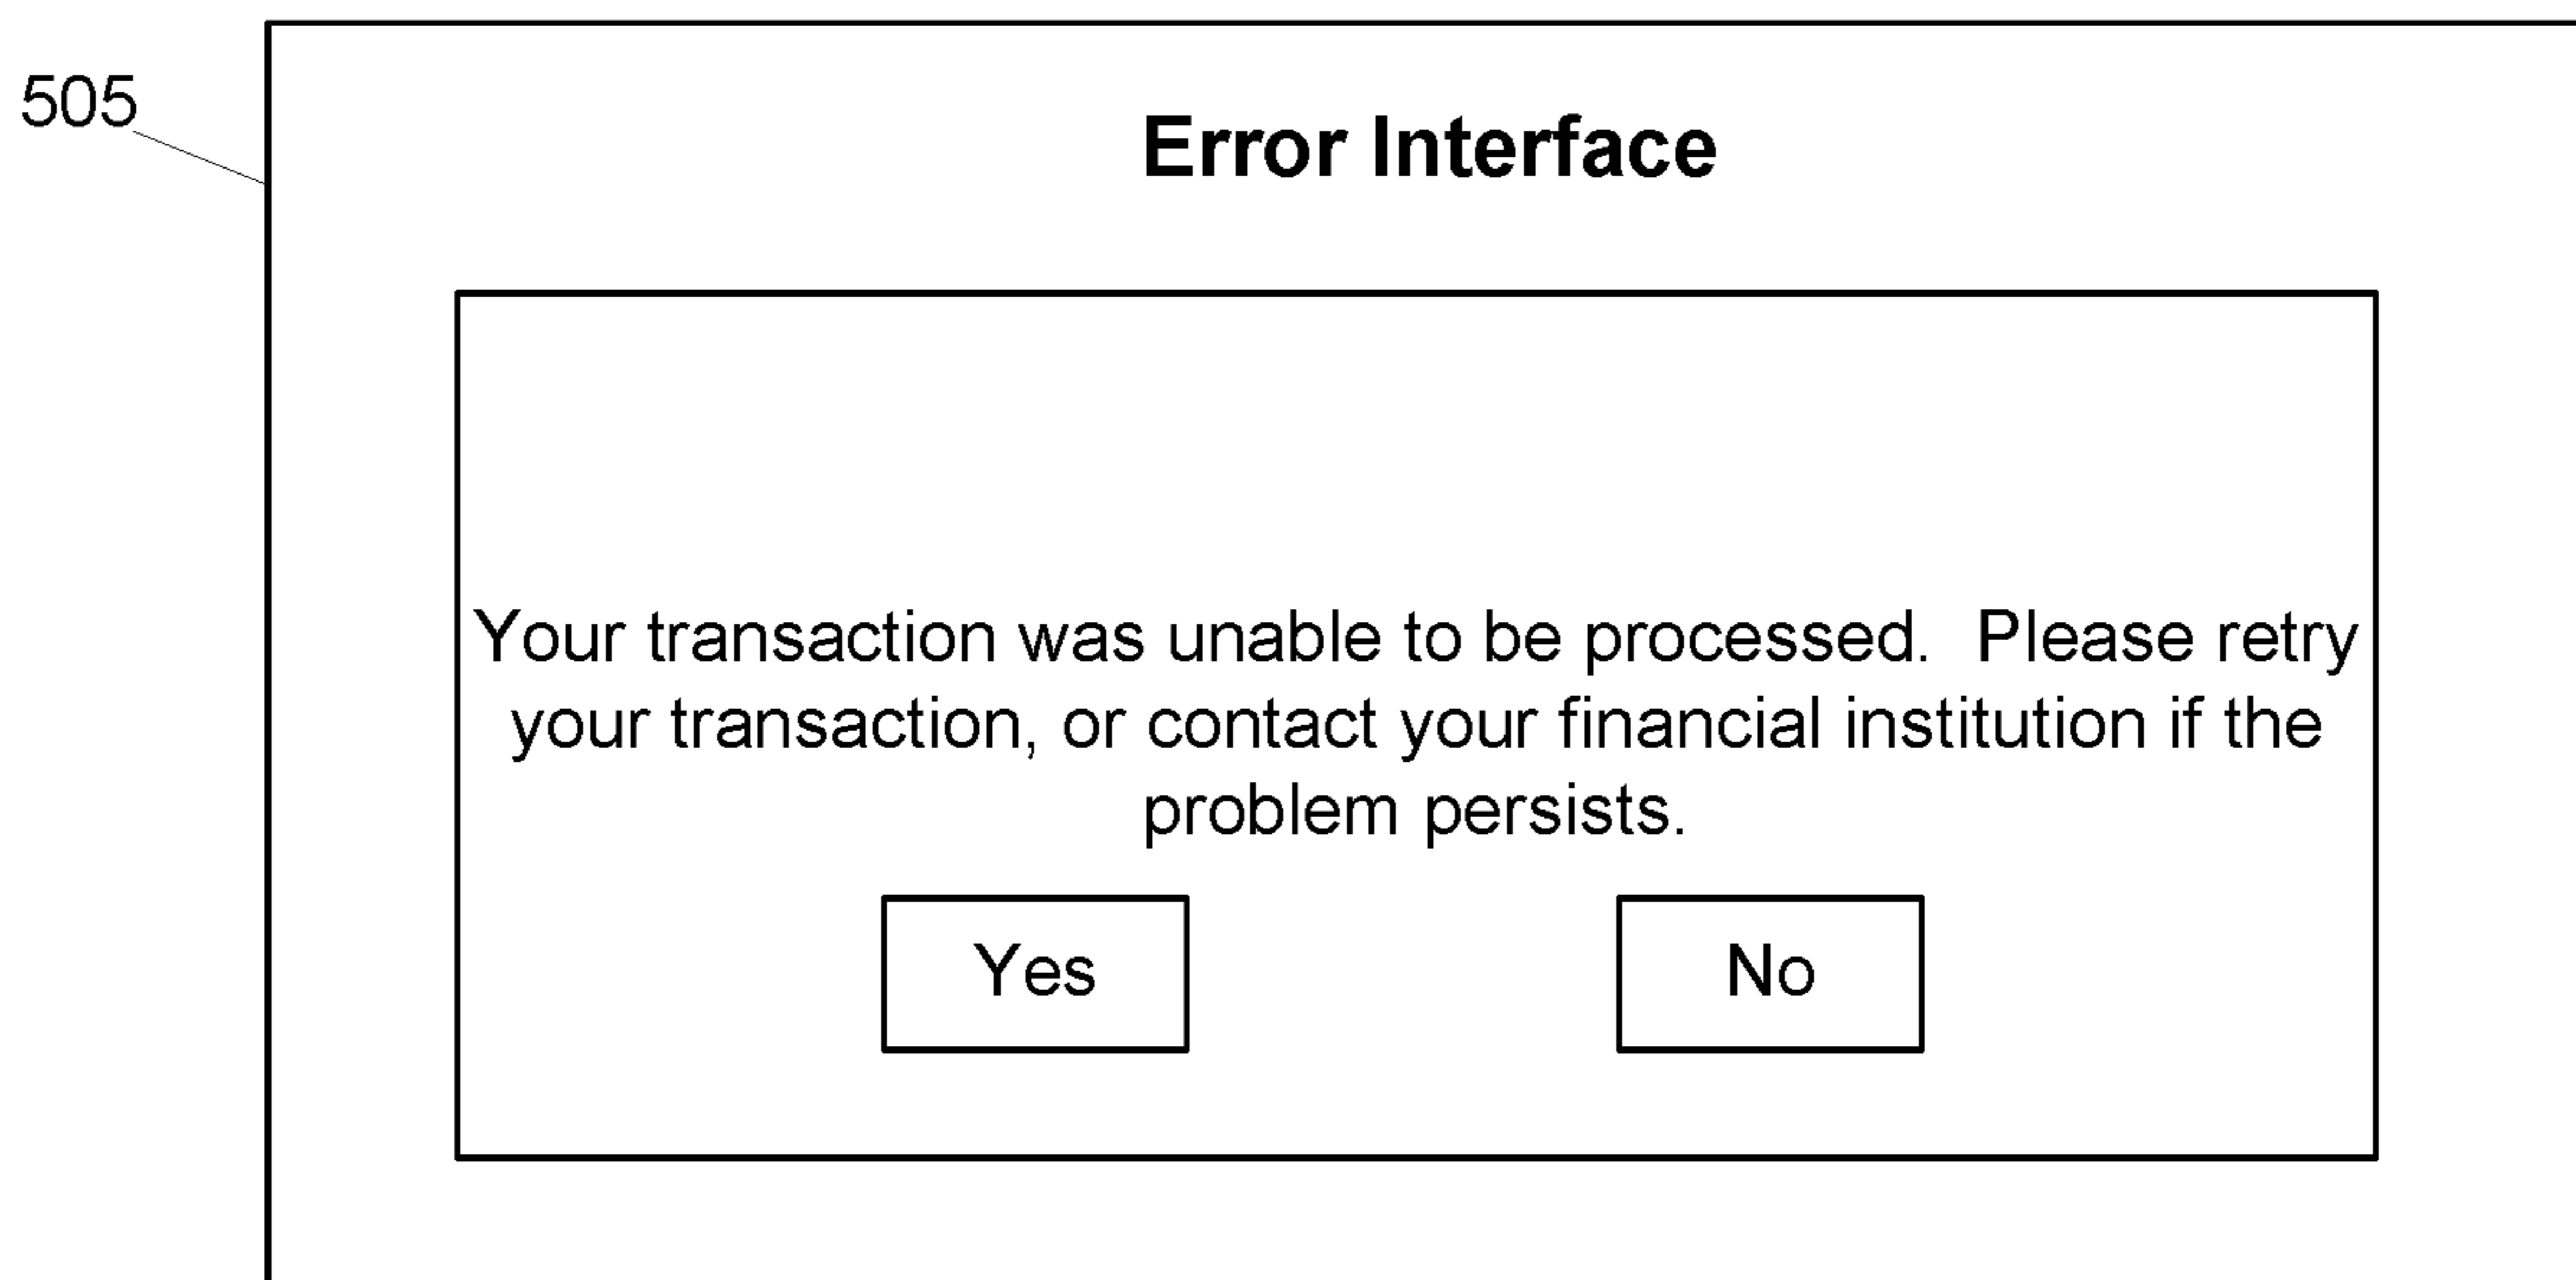 505
Error Interface
Your transaction was unable to be processed.  Please retry
your transaction, or contact your financial institution if the
problem persists.
Yes
No